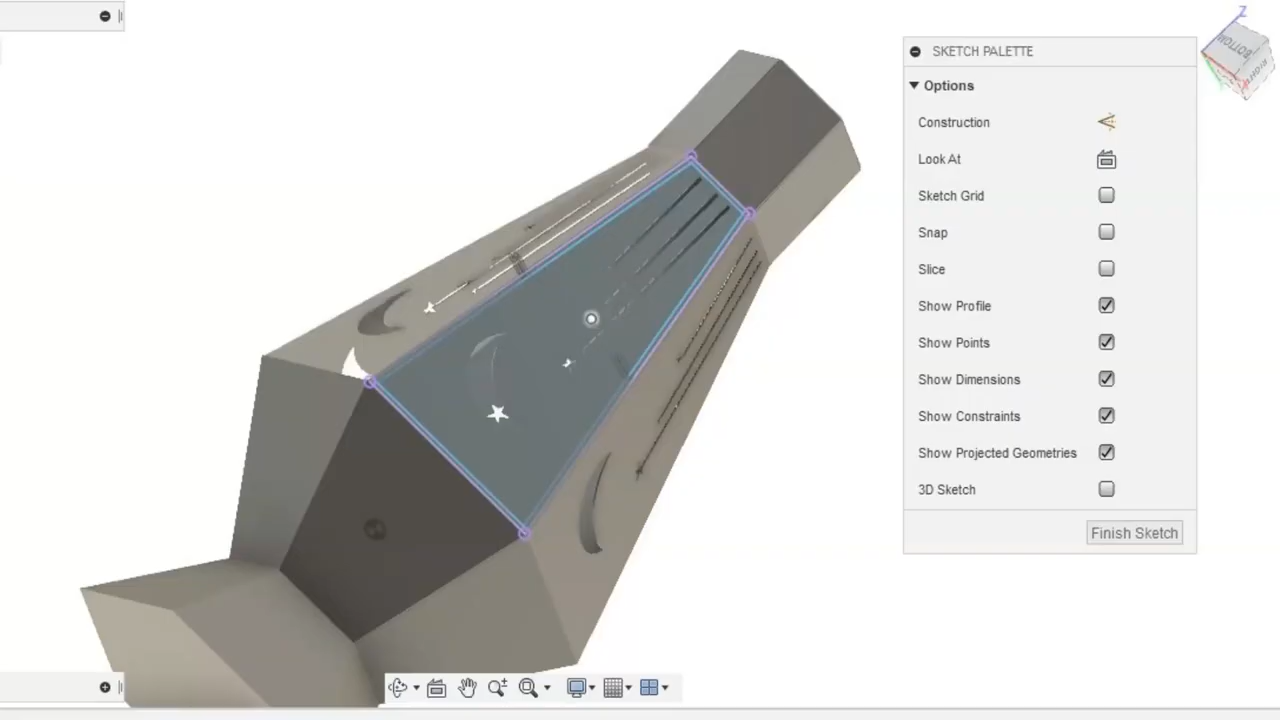 Z
BOTTOM
RIGHT
SKETCH PALETTE
Options
Construction
Look At
Sketch Grid
Snap
Slice
Show Profile
Show Points
Show Dimensions
Show Constraints
Show Projected Geometries
3D Sketch
Finish Sketch